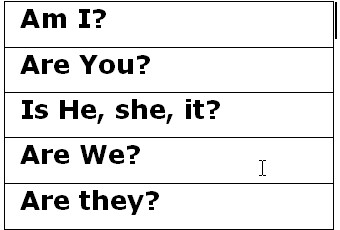 Am I?
Are You?
Is He, she, it?
Are We?
Are they?